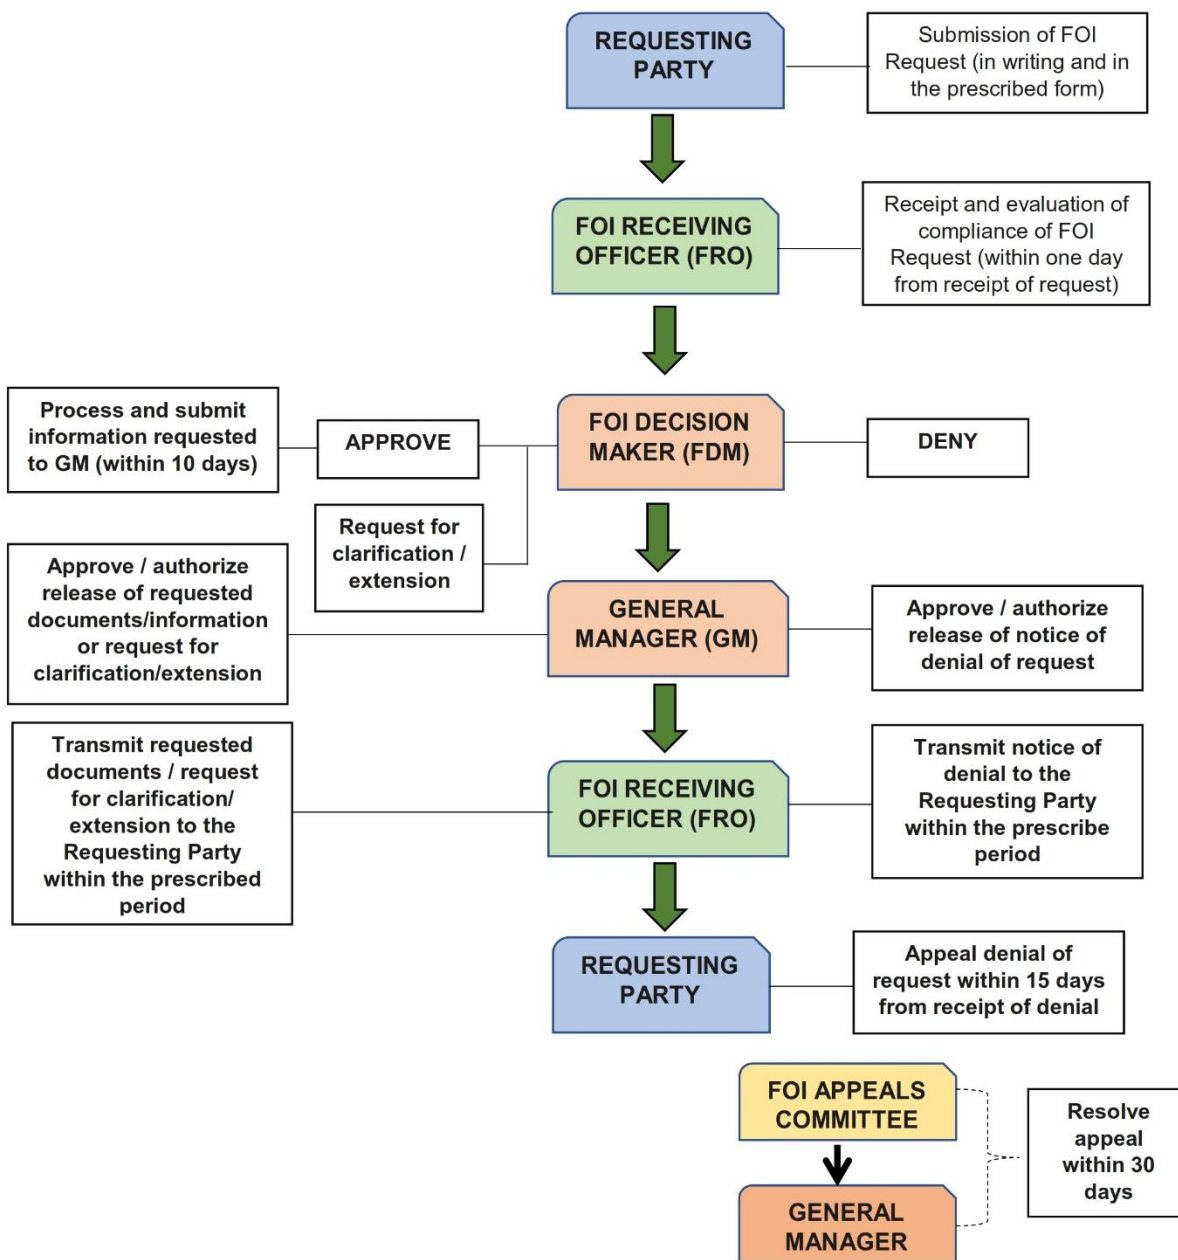 REQUESTING
PARTY
Submission of FOI
Request (in writing and in
the prescribed form)
FOI RECEIVING
OFFICER (FRO)
Receipt and evaluation of
compliance of FOI
Request (within one day
from receipt of request)
Process and submit
information requested
to GM (within 10 days)
APPROVE
FOI DECISION
MAKER (FDM)
DENY
Request for
clarification /
extension
Approve / authorize
release of requested
documents/information
or request for
clarification/extension
GENERAL
MANAGER (GM)
Approve / authorize
release of notice of
denial of request
Transmit requested
documents / request
for clarification/
extension to the
Requesting Party
within the prescribed
period
FOI RECEIVING
OFFICER (FRO)
Transmit notice of
denial to the
Requesting Party
within the prescribe
period
REQUESTING
PARTY
Appeal denial of
request within 15 days
from receipt of denial
FOI APPEALS
COMMITTEE
Resolve
appeal
within 30
days
GENERAL
MANAGER